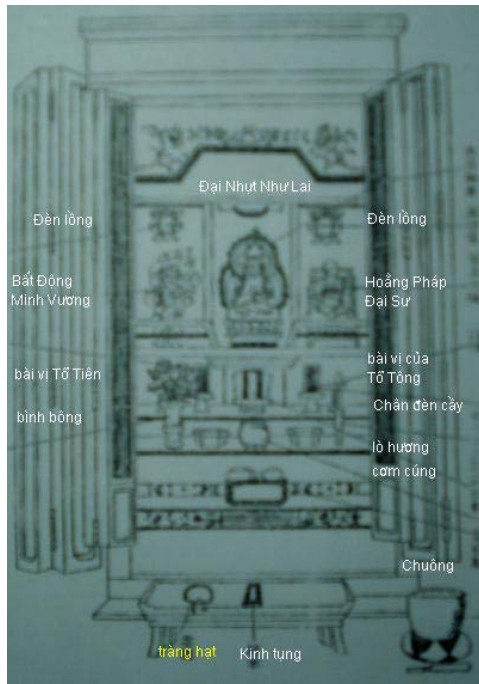 Đại Nhựt Như Lai
Đèn lồng
Đèn lồng
Bất Động
Minh Vương
Hoằng Pháp
Đại Sư
bài vị Tổ Tiên
bài vị của
Tổ Tông
bình bông
Chân đèn cầy
lò hương
cơm cúng
Chuông
tràng hạt
Kinh tụng